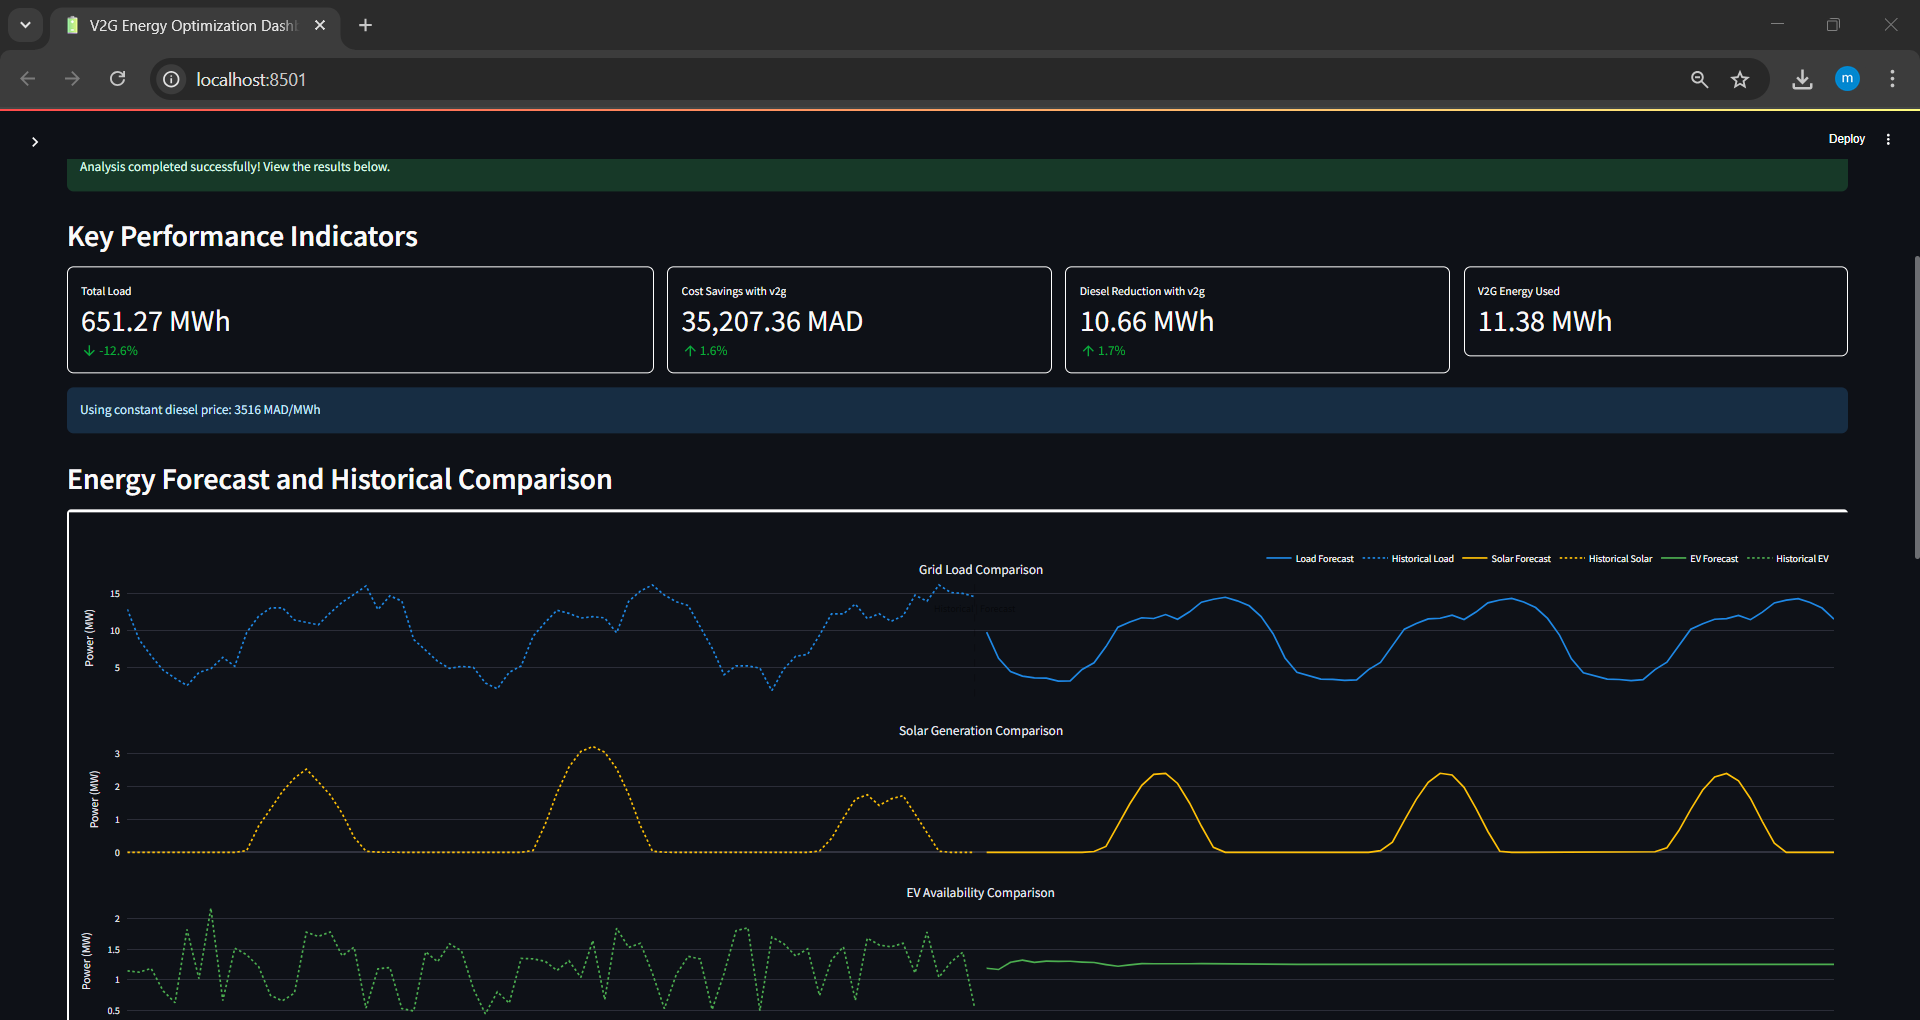 V2G Energy Optimization Dash
localhost:8501
m
Deploy
Analysis completed successfully! View the results below.
Key Performance Indicators
Total Load
651.27 MWh
-12.6%
Cost Savings with v2g
35,207.36 MAD
1.6%
Diesel Reduction with v2g
10.66 MWh
1.7%
V2G Energy Used
11.38 MWh
Using constant diesel price: 3516 MAD/MWh
Energy Forecast and Historical Comparison
Load Forecast Historical Load Solar Forecast Historical Solar EV Forecast Historical EV
Grid Load Comparison
Power (MW)
15
10
5
Solar Generation Comparison
Power (MW)
3
2
1
0
EV Availability Comparison
Power (MW)
2
1.5
1
0.5